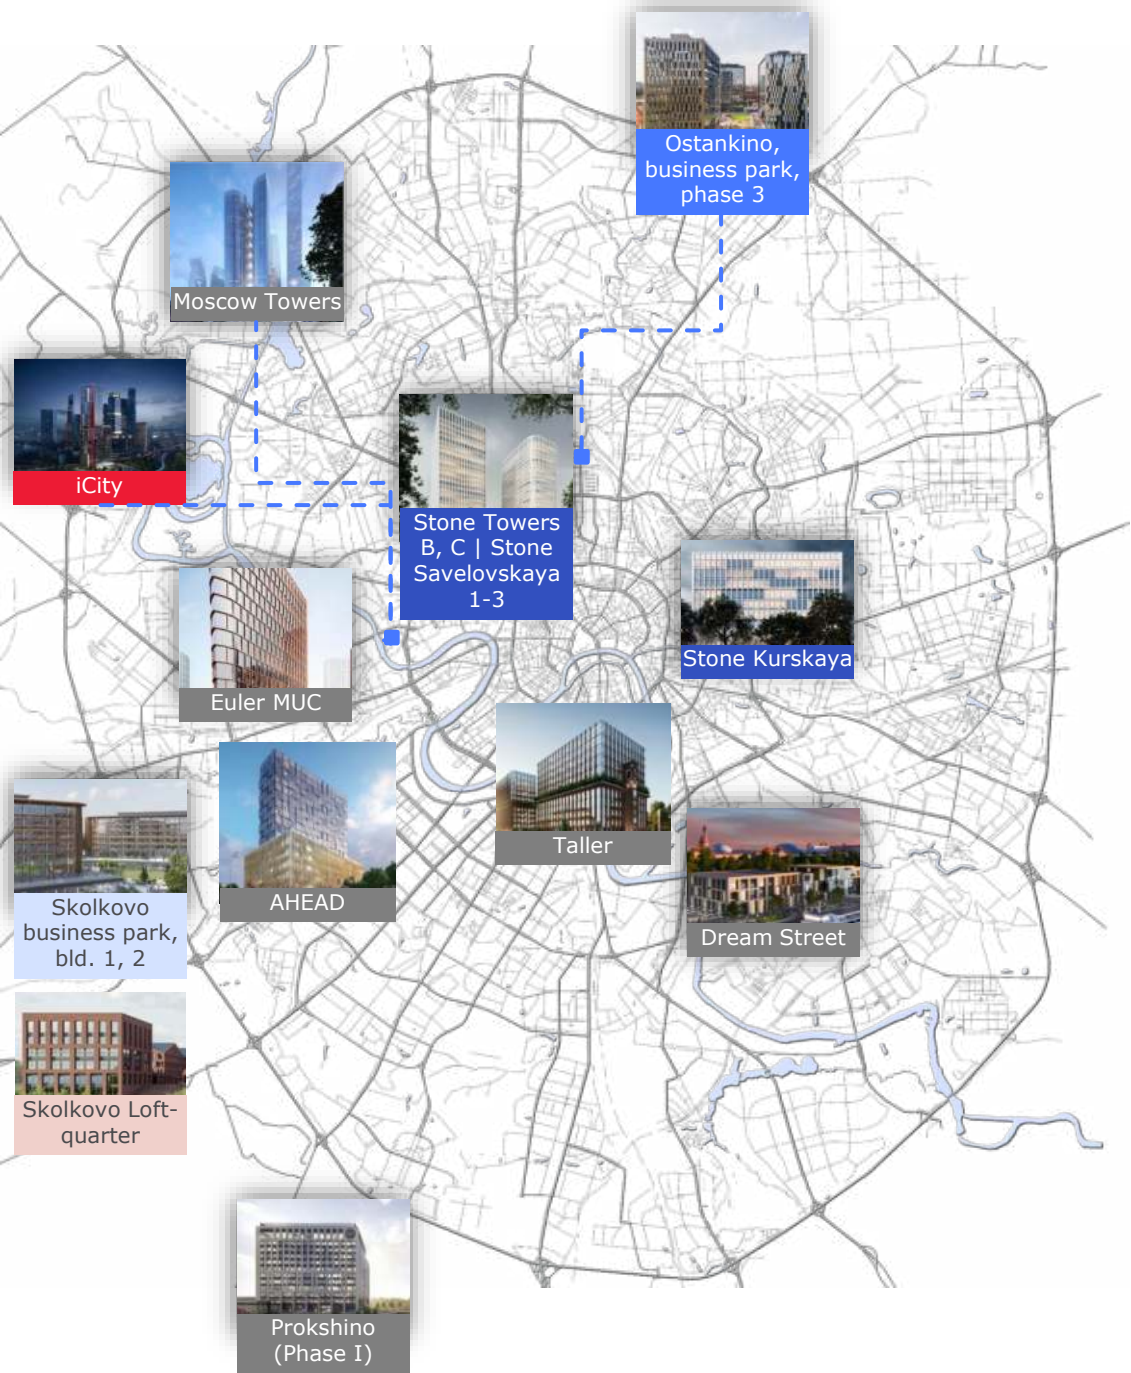 Ostankino,
business park,
phase 3
Moscow Towers
iCity
Stone Towers
B, C | Stone
Savelovskaya
1-3
Stone Kurskaya
Euler MUC
Taller
AHEAD
Skolkovo
business park,
bld. 1, 2
Dream Street
Skolkovo Loft-
quarter
Prokshino
(Phase I)